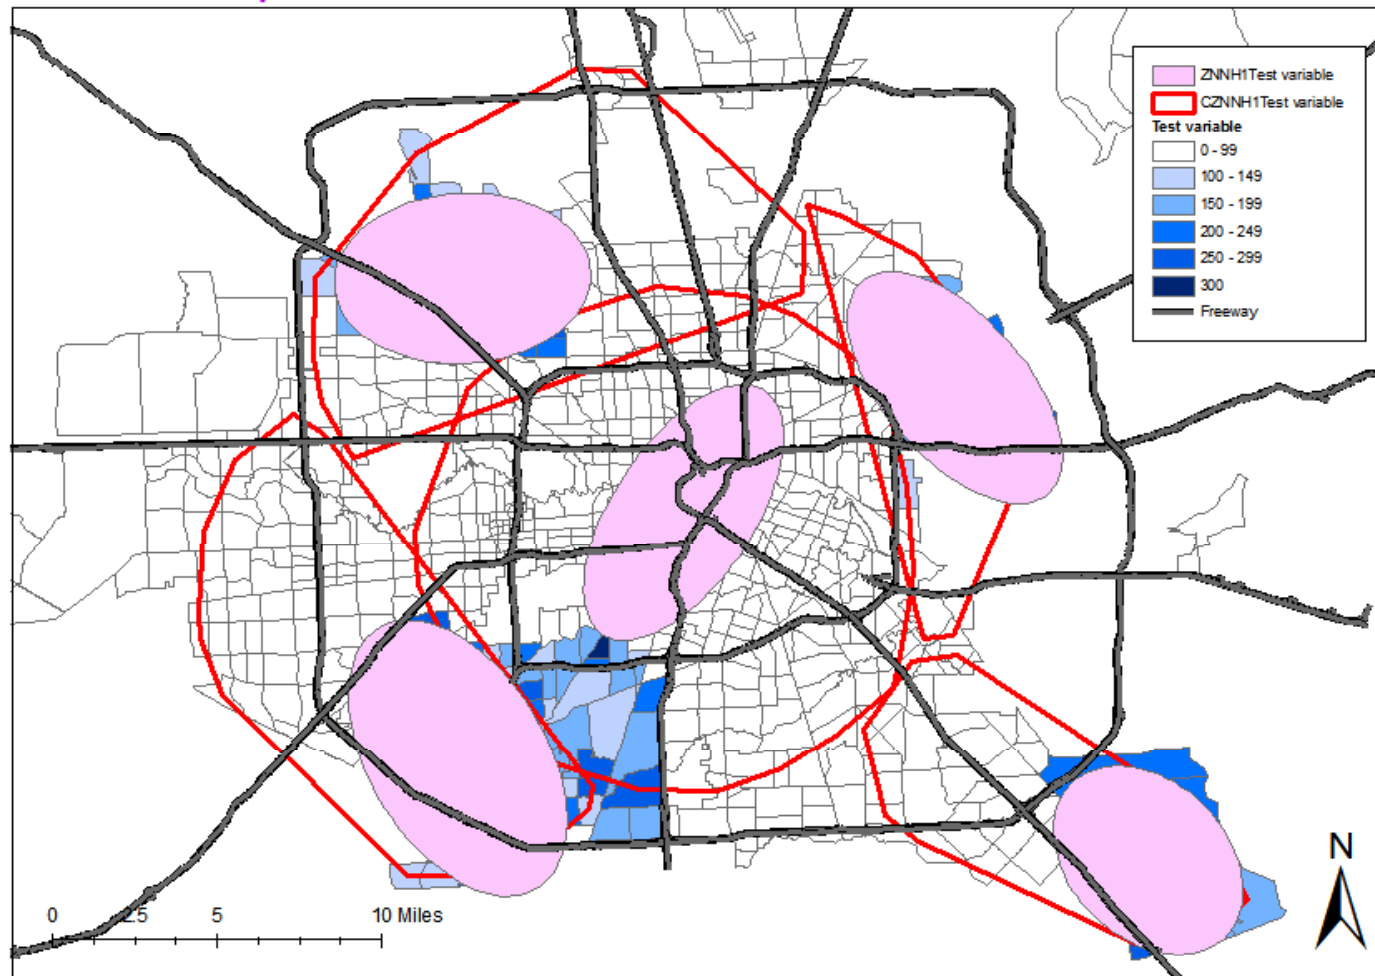 ZNNH1Test variable
CZNNH1Test variable
Test variable
0 - 99
100 - 149
150 - 199
200 - 249
250 - 299
300
Freeway
N
0 2.5 5 10 Miles